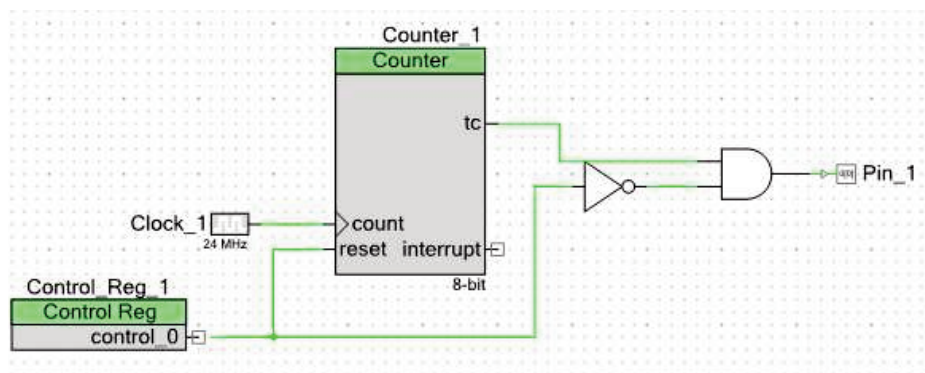 Counter_1
Counter
tc
Pin_1
Clock_1
24 MHz
count
reset
interrupt
8-bit
Control_Reg_1
Control Reg
control_0